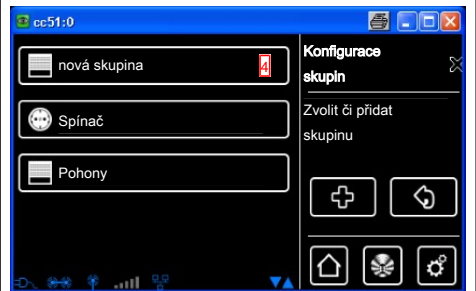 cc51:0
nová skupina
4
Spínač
Pohony
Konfigurace
skupin
Zvolit či přidat
skupinu